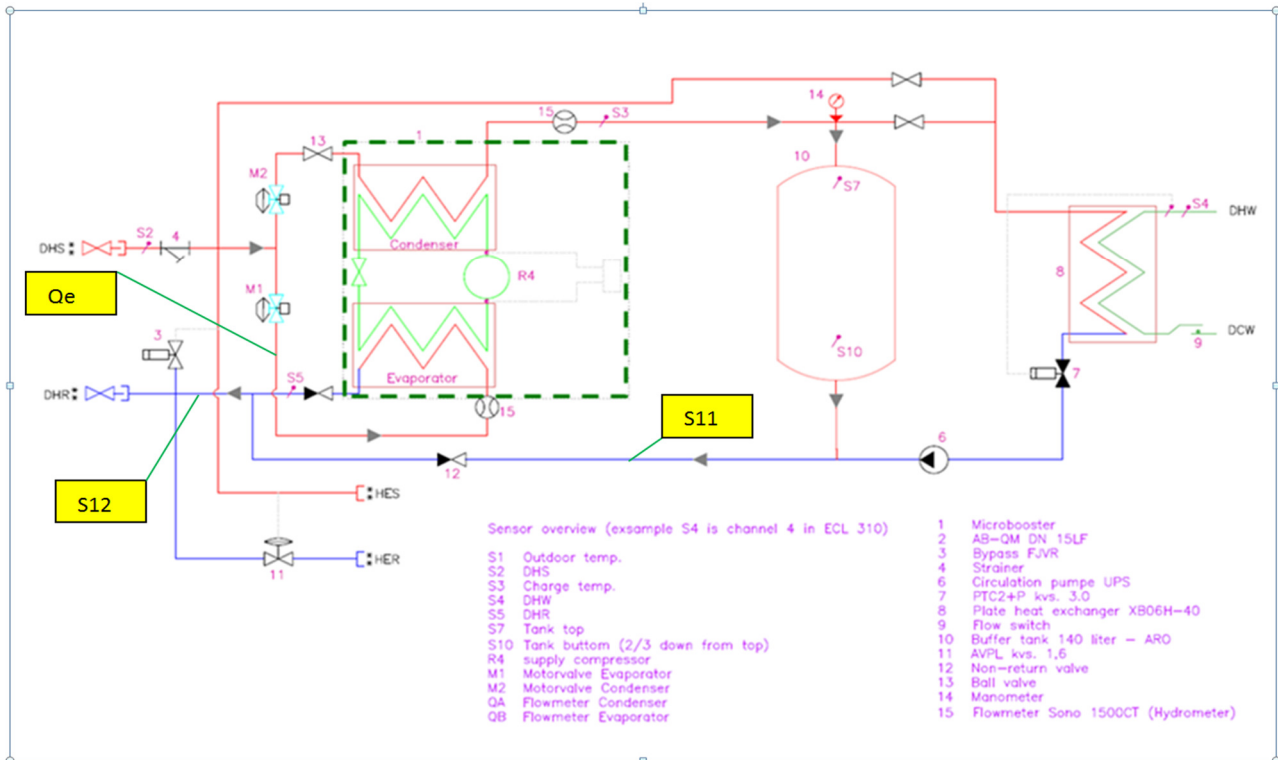 14
15
S3
1
13
10
M2
S7
S2
4
S4
DHW
DHS
Condenser
8
R4
Qe
M1
3
S10
DCW
9
Evaporator
S5
7
DHR
15
S11
6
12
S12
HES
HER
11
Sensor overview (exsample S4 is channel 4 in ECL 310)
S1 Outdoor temp.
S2 DHS
S3 Charge temp.
S4 DHW
S5 DHR
S7 Tank top
S10 Tank buttom (2/3 down from top)
R4 supply compressor
M1 Motorvalve Evaporator
M2 Motorvalve Condenser
QA Flowmeter Condenser
QB Flowmeter Evaporator
1 Microbooster
2 AB-QM DN 15LF
3 Bypass FJVR
4 Strainer
6 Circulation pumpe UPS
7 PTC2+P kvs. 3.0
8 Plate heat exchanger XB06H-40
9 Flow switch
10 Buffer tank 140 liter - ARO
11 AVPL kvs. 1,6
12 Non-return valve
13 Ball valve
14 Manometer
15 Flowmeter Sono 1500CT (Hydrometer)